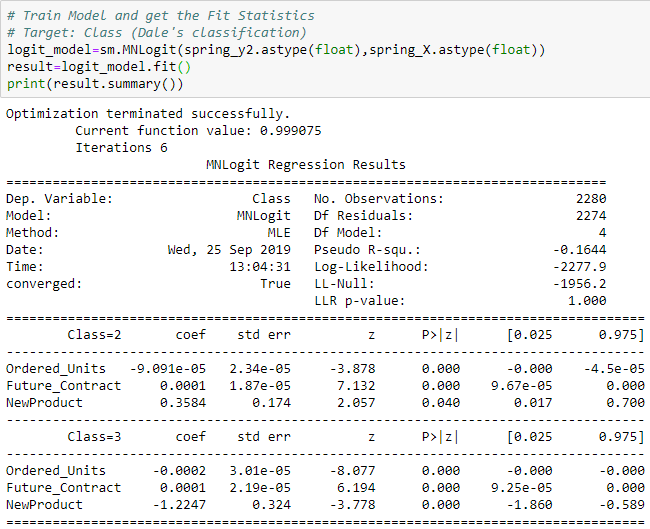 # Train Model and get the Fit Statistics
# Target: Class (Dale's classification)
logit_model=sm.MNLogit(spring_y2.astype(float),spring_X.astype(float))
result=logit_model.fit()
print(result.summary())
Optimization terminated successfully.
         Current function value: 0.999075
         Iterations 6
                          MNLogit Regression Results
==============================================================================
Dep. Variable:                  Class   No. Observations:                 2280
Model:                        MNLogit   Df Residuals:                     2274
Method:                           MLE   Df Model:                            4
Date:                Wed, 25 Sep 2019   Pseudo R-squ.:                 -0.1644
Time:                        13:04:31   Log-Likelihood:                -2277.9
converged:                       True   LL-Null:                       -1956.2
                                        LLR p-value:                     1.000
===================================================================================
        Class=2       coef    std err          z      P>|z|      [0.025      0.975]
-----------------------------------------------------------------------------------
Ordered_Units   -9.091e-05   2.34e-05     -3.878      0.000      -0.000    -4.5e-05
Future_Contract     0.0001   1.87e-05      7.132      0.000    9.67e-05       0.000
NewProduct          0.3584      0.174      2.057      0.040       0.017       0.700
-----------------------------------------------------------------------------------
        Class=3       coef    std err          z      P>|z|      [0.025      0.975]
-----------------------------------------------------------------------------------
Ordered_Units      -0.0002   3.01e-05     -8.077      0.000      -0.000      -0.000
Future_Contract     0.0001   2.19e-05      6.194      0.000    9.25e-05       0.000
NewProduct         -1.2247      0.324     -3.778      0.000      -1.860      -0.589
===================================================================================